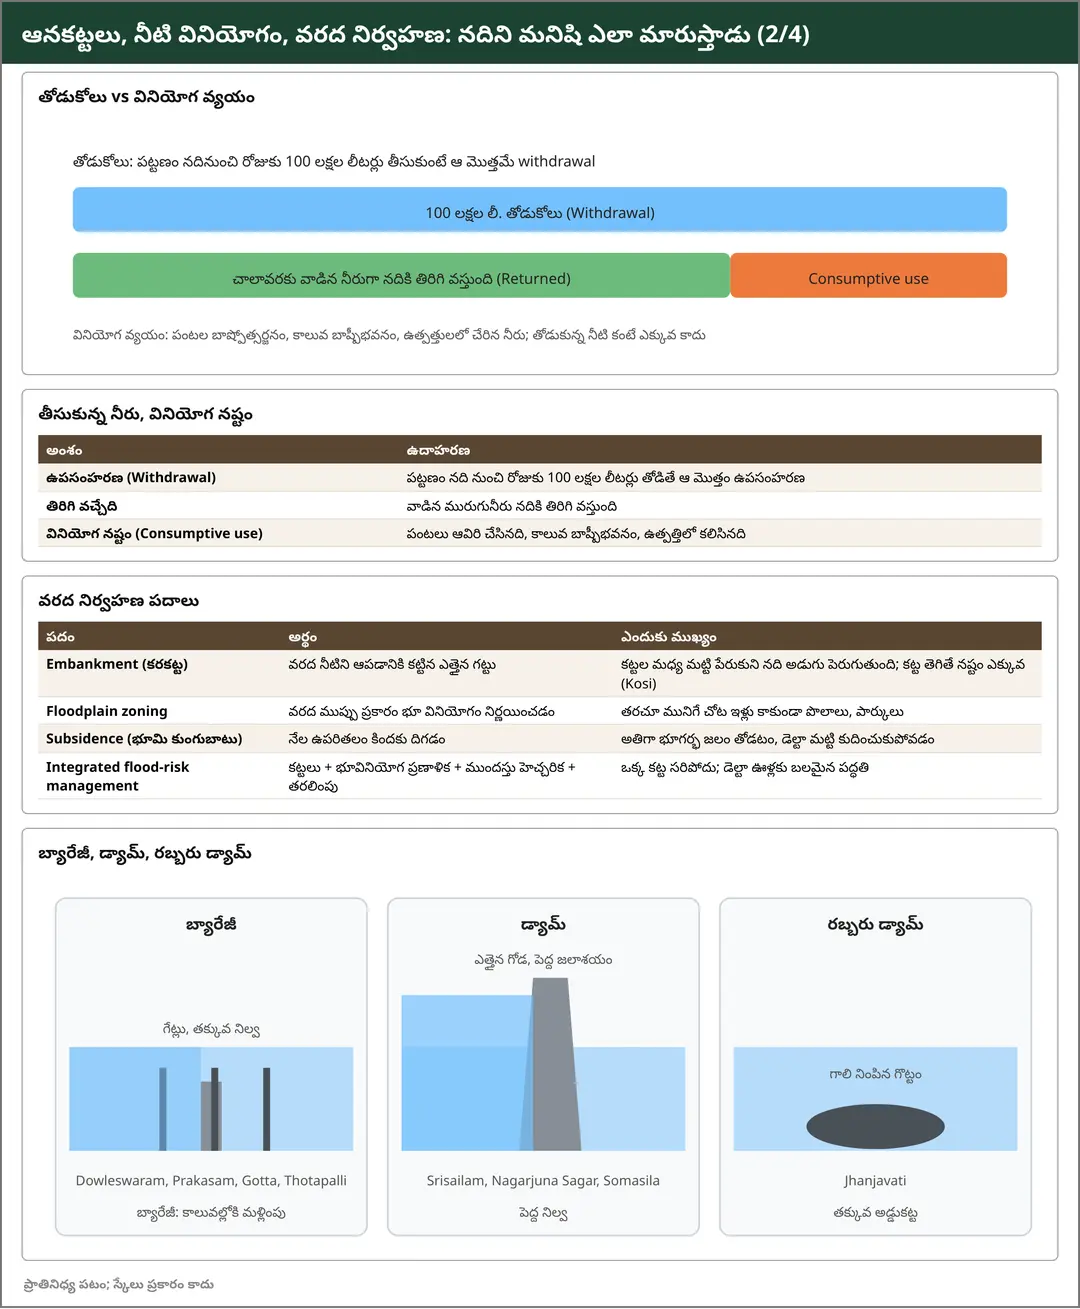 ఆనకట్టలు, నీటి వినియోగం, వరద నిర్వహణ: నదిని మనిషి ఎలా మారుస్తాడు (2/4)
తోడుకోలు vs వినియోగ వ్యయం
తోడుకోలు: పట్టణం నదినుంచి రోజుకు 100 లక్షల లీటర్లు తీసుకుంటే ఆ మొత్తమే withdrawal
100 లక్షల లీ. తోడుకోలు (Withdrawal)
చాలావరకు వాడిన నీరుగా నదికి తిరిగి వస్తుంది (Returned)
Consumptive use
వినియోగ వ్యయం: పంటల బాష్పోత్సర్జనం, కాలువ బాష్పీభవనం, ఉత్పత్తులలో చేరిన నీరు; తోడుకున్న నీటి కంటే ఎక్కువ కాదు
తీసుకున్న నీరు, వినియోగ నష్టం
అంశం ఉదాహరణ
ఉపసంహరణ (Withdrawal) పట్టణం నది నుంచి రోజుకు 100 లక్షల లీటర్లు తోడితే ఆ మొత్తం ఉపసంహరణ
తిరిగి వచ్చేది వాడిన మురుగునీరు నదికి తిరిగి వస్తుంది
వినియోగ నష్టం (Consumptive use) పంటలు ఆవిరి చేసినది, కాలువ బాష్పీభవనం, ఉత్పత్తిలో కలిసినది
వరద నిర్వహణ పదాలు
పదం అర్థం ఎందుకు ముఖ్యం
Embankment (కరకట్ట) వరద నీటిని ఆపడానికి కట్టిన ఎత్తైన గట్టు కట్టల మధ్య మట్టి పేరుకుని నది అడుగు పెరుగుతుంది; కట్ట తెగితే నష్టం ఎక్కువ
(Kosi)
Floodplain zoning వరద ముప్పు ప్రకారం భూ వినియోగం నిర్ణయించడం తరచూ మునిగే చోట ఇళ్లు కాకుండా పొలాలు, పార్కులు
Subsidence (భూమి కుంగుబాటు) నేల ఉపరితలం కిందకు దిగడం అతిగా భూగర్భ జలం తోడటం, డెల్టా మట్టి కుదించుకుపోవడం
Integrated flood-risk కట్టలు + భూవినియోగ ప్రణాళిక + ముందస్తు హెచ్చరిక + ఒక్క కట్ట సరిపోదు; డెల్టా ఊళ్లకు బలమైన పద్ధతి
management తరలింపు
బ్యారేజీ, డ్యామ్, రబ్బరు డ్యామ్
బ్యారేజీ
గేట్లు, తక్కువ నిల్వ
Dowleswaram, Prakasam, Gotta, Thotapalli
బ్యారేజీ: కాలువల్లోకి మళ్లింపు
డ్యామ్
ఎత్తైన గోడ, పెద్ద జలాశయం
Srisailam, Nagarjuna Sagar, Somasila
పెద్ద నిల్వ
రబ్బరు డ్యామ్
గాలి నింపిన గొట్టం
Jhanjavati
తక్కువ అడ్డుకట్ట
ప్రాతినిధ్య పటం; స్కేలు ప్రకారం కాదు